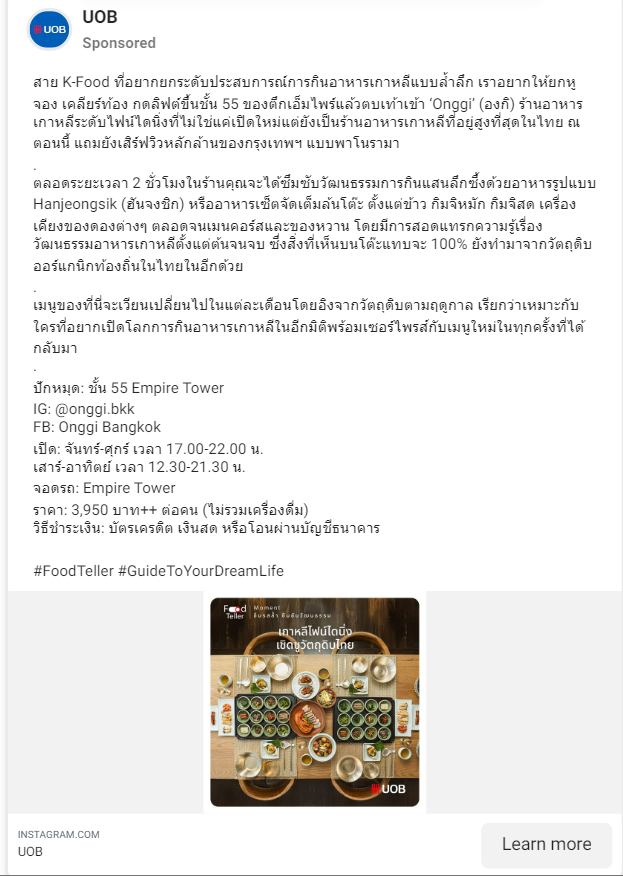 UOB
UOB
Sponsored
สาย K-Food ที่อยากยกระดับประสบการณ์การกินอาหารเกาหลีแบบล้ำลึก เราอยากให้ยกหู
จอง เคลียร์ท้อง กดลิฟต์ขึ้นชั้น 55 ของตึกเอ็มไพร์แล้วตบเท้าเข้า ‘Onggi’ (องกี) ร้านอาหาร
เกาหลีระดับไฟน์ไดนิ่งที่ไม่ใช่แค่เปิดใหม่แต่ยังเป็นร้านอาหารเกาหลีที่อยู่สูงที่สุดในไทย ณ
ตอนนี้ แถมยังเสิร์ฟวิวหลักล้านของกรุงเทพฯ แบบพาโนรามา
.
ตลอดระยะเวลา 2 ชั่วโมงในร้านคุณจะได้ซึมซับวัฒนธรรมการกินแสนลึกซึ้งด้วยอาหารรูปแบบ
Hanjeongsik (ฮันจงชิก) หรืออาหารเซ็ตจัดเต็มล้นโต๊ะ ตั้งแต่ข้าว กิมจิหมัก กิมจิสด เครื่อง
เคียงของดองต่างๆ ตลอดจนเมนคอร์สและของหวาน โดยมีการสอดแทรกความรู้เรื่อง
วัฒนธรรมอาหารเกาหลีตั้งแต่ต้นจนจบ ซึ่งสิ่งที่เห็นบนโต๊ะแทบจะ 100% ยังทำมาจากวัตถุดิบ
ออร์แกนิกท้องถิ่นในไทยในอีกด้วย
.
เมนูของที่นี่จะเวียนเปลี่ยนไปในแต่ละเดือนโดยอิงจากวัตถุดิบตามฤดูกาล เรียกว่าเหมาะกับ
ใครที่อยากเปิดโลกการกินอาหารเกาหลีในอีกมิติพร้อมเซอร์ไพรส์กับเมนูใหม่ในทุกครั้งที่ได้
กลับมา
.
ปักหมุด: ชั้น 55 Empire Tower
IG: @onggi.bkk
FB: Onggi Bangkok
เปิด: จันทร์-ศุกร์ เวลา 17.00-22.00 น.
เสาร์-อาทิตย์ เวลา 12.30-21.30 น.
จอดรถ: Empire Tower
ราคา: 3,950 บาท++ ต่อคน (ไม่รวมเครื่องดื่ม)
วิธีชำระเงิน: บัตรเครดิต เงินสด หรือโอนผ่านบัญชีธนาคาร
#FoodTeller #GuideToYourDreamLife
Food Teller
Moment
ลิ้มรสล้ำ ซึมซับวัฒนธรรม
เกาหลีไฟน์ไดนิ่ง
เชิดชูวัตถุดิบไทย
UOB
INSTAGRAM.COM
UOB
Learn more